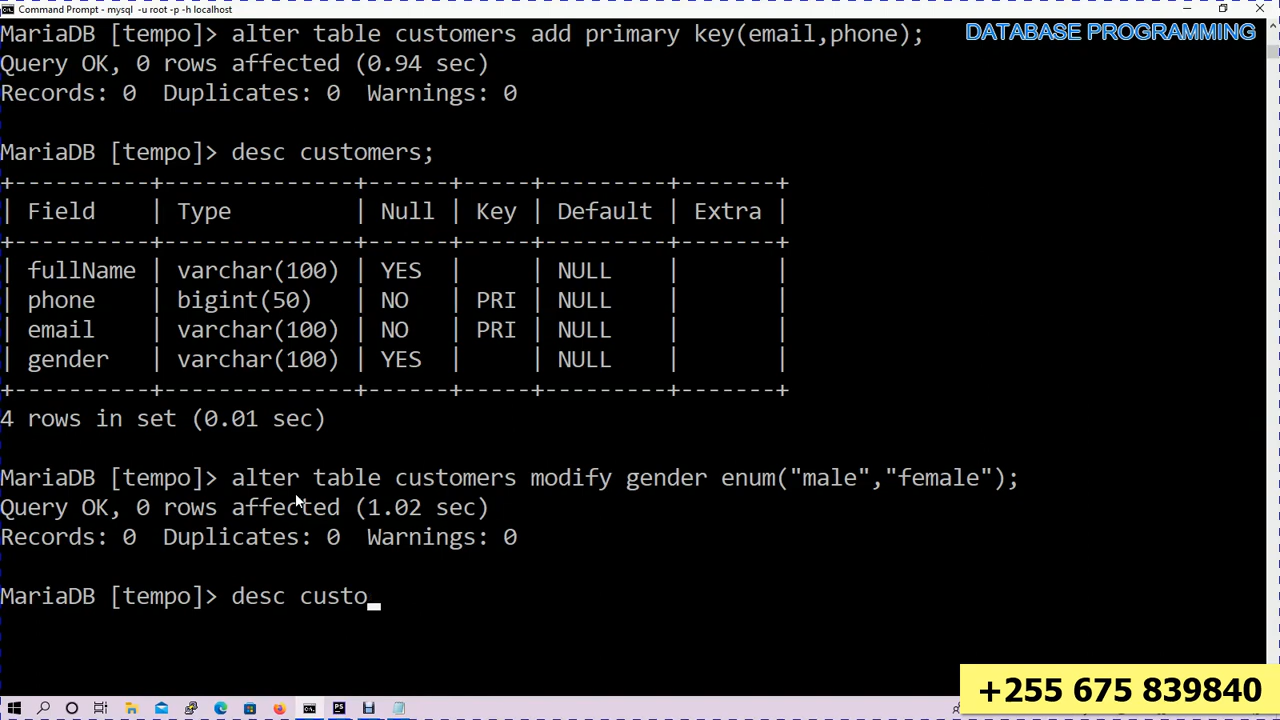 Command Prompt - mysql -u root -p -h localhost
MariaDB [tempo]> alter table customers add primary key(email,phone);
DATABASE PROGRAMMING
Query OK, 0 rows affected (0.94 sec)
Records: 0  Duplicates: 0  Warnings: 0
MariaDB [tempo]> desc customers;
+----------+--------------+------+-----+---------+-------+
| Field    | Type         | Null | Key | Default | Extra |
+----------+--------------+------+-----+---------+-------+
| fullName | varchar(100) | YES  |     | NULL    |       |
| phone    | bigint(50)   | NO   | PRI | NULL    |       |
| email    | varchar(100) | NO   | PRI | NULL    |       |
| gender   | varchar(100) | YES  |     | NULL    |       |
+----------+--------------+------+-----+---------+-------+
4 rows in set (0.01 sec)
MariaDB [tempo]> alter table customers modify gender enum("male","female");
Query OK, 0 rows affected (1.02 sec)
Records: 0  Duplicates: 0  Warnings: 0
MariaDB [tempo]> desc custo_
+255 675 839840